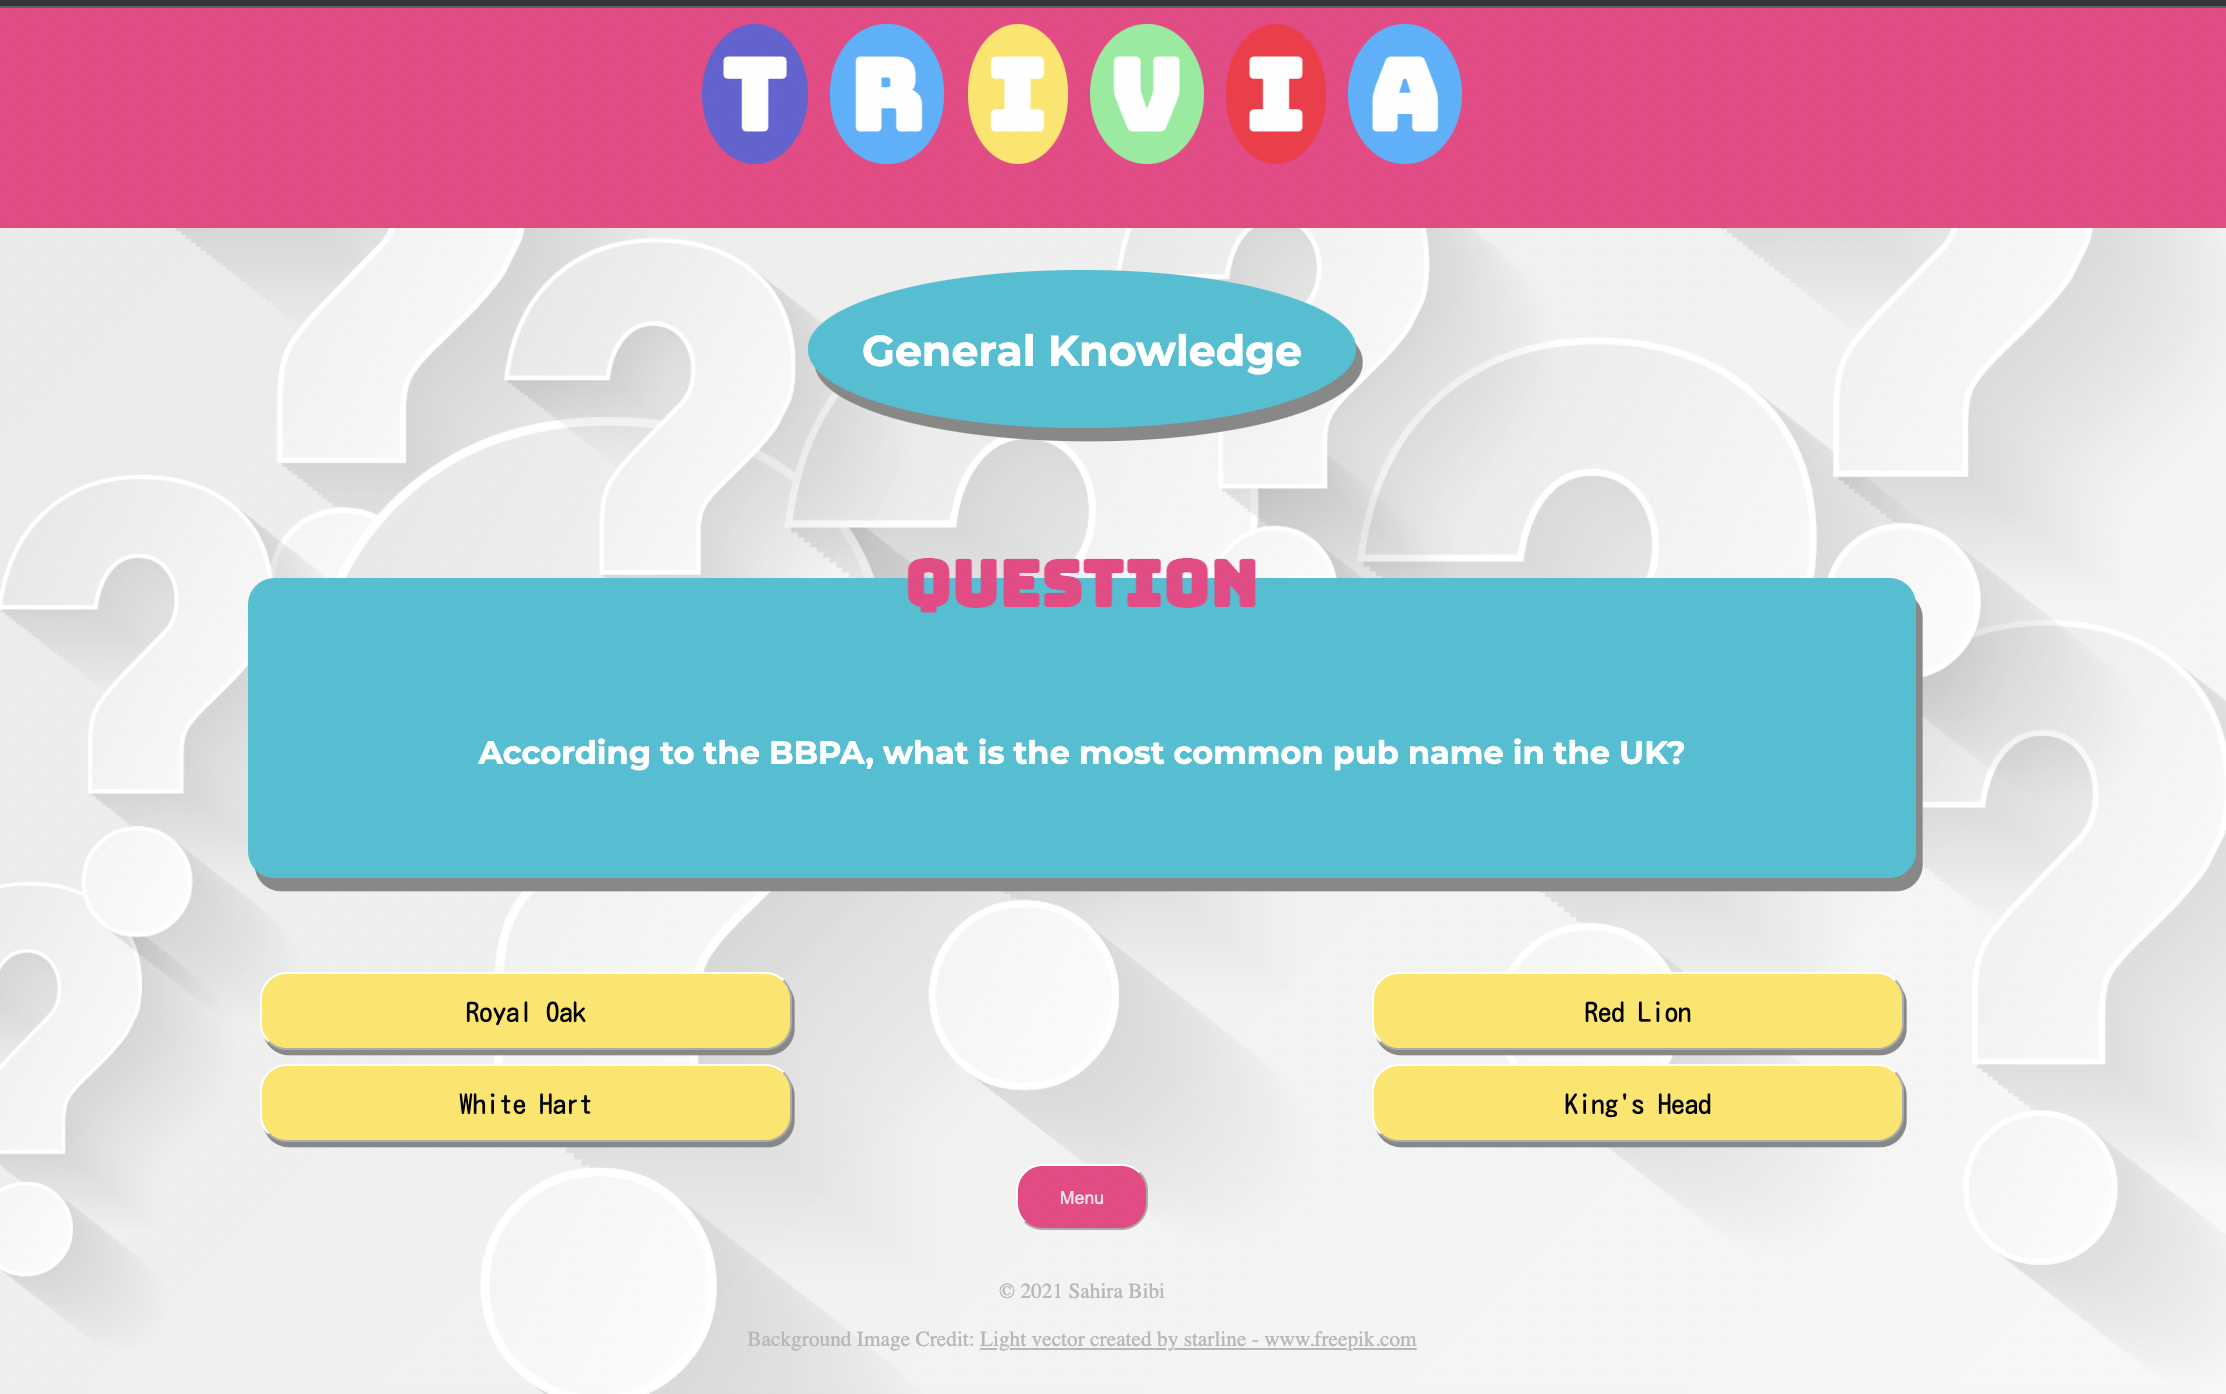 TRIVIA
General Knowledge
QUESTION
According to the BBPA, what is the most common pub name in the UK?
Royal Oak
Red Lion
White Hart
King's Head
Menu
© 2021 Sahira Bibi
Background Image Credit: Light vector created by starline - www.freepik.com